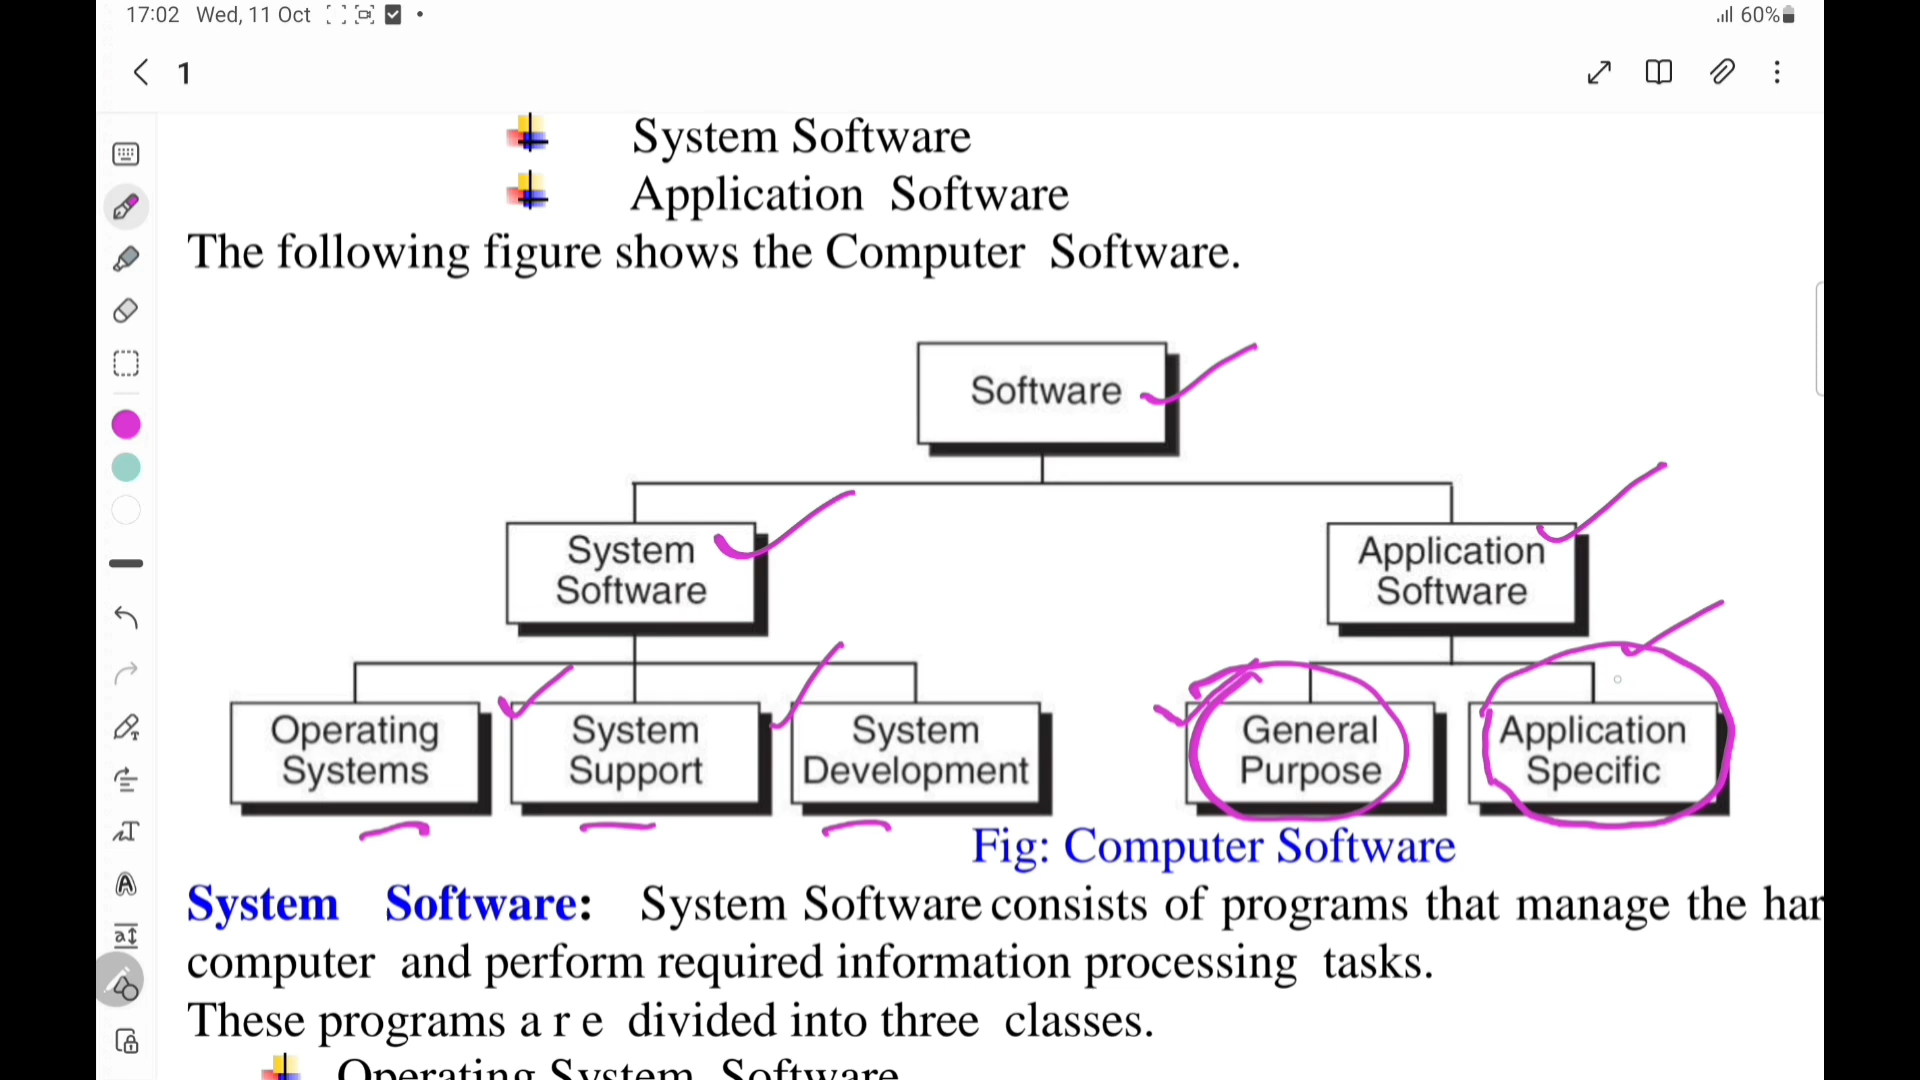 17:02 Wed, 11 Oct
60%
1
System Software
Application Software
The following figure shows the Computer Software.
Software
System
Software
Application
Software
Operating
Systems
System
Support
System
Development
General
Purpose
Application
Specific
Fig: Computer Software
System Software: System Software consists of programs that manage the har
computer and perform required information processing tasks.
These programs a r e divided into three classes.
Operating System Software